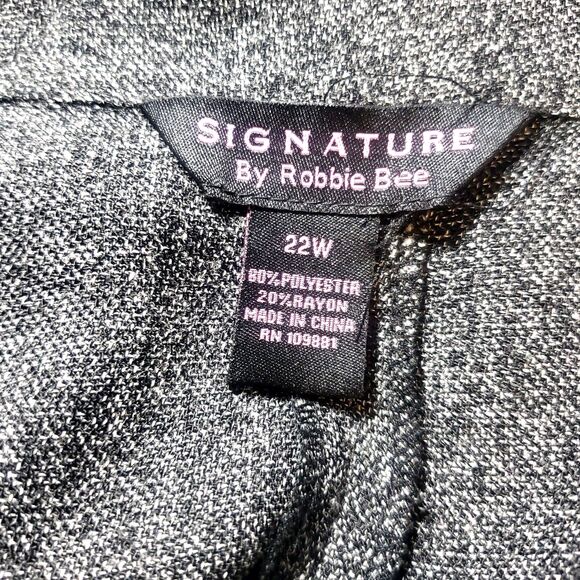 SIGNATURE
By Robbie Bee
22W
80% POLYESTER
20% RAYON
MADE IN CHINA
RN 109881